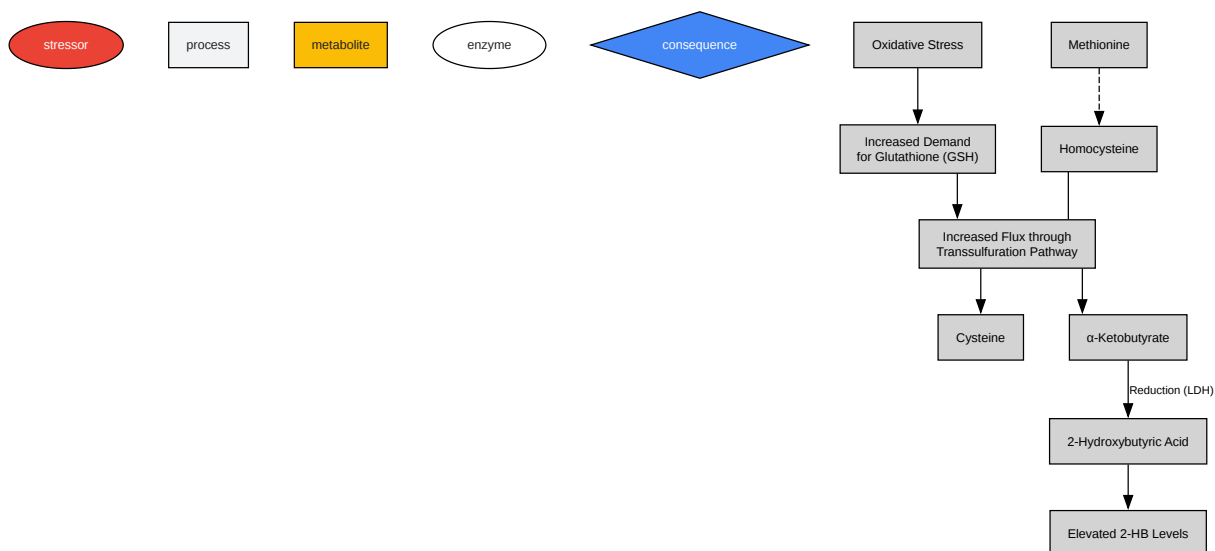 stressor
process
metabolite
enzyme
consequence
Oxidative Stress
Methionine
Increased Demand
for Glutathione (GSH)
Homocysteine
Increased Flux through
Transsulfuration Pathway
Cysteine
α-Ketobutyrate
Reduction (LDH)
2-Hydroxybutyric Acid
Elevated 2-HB Levels